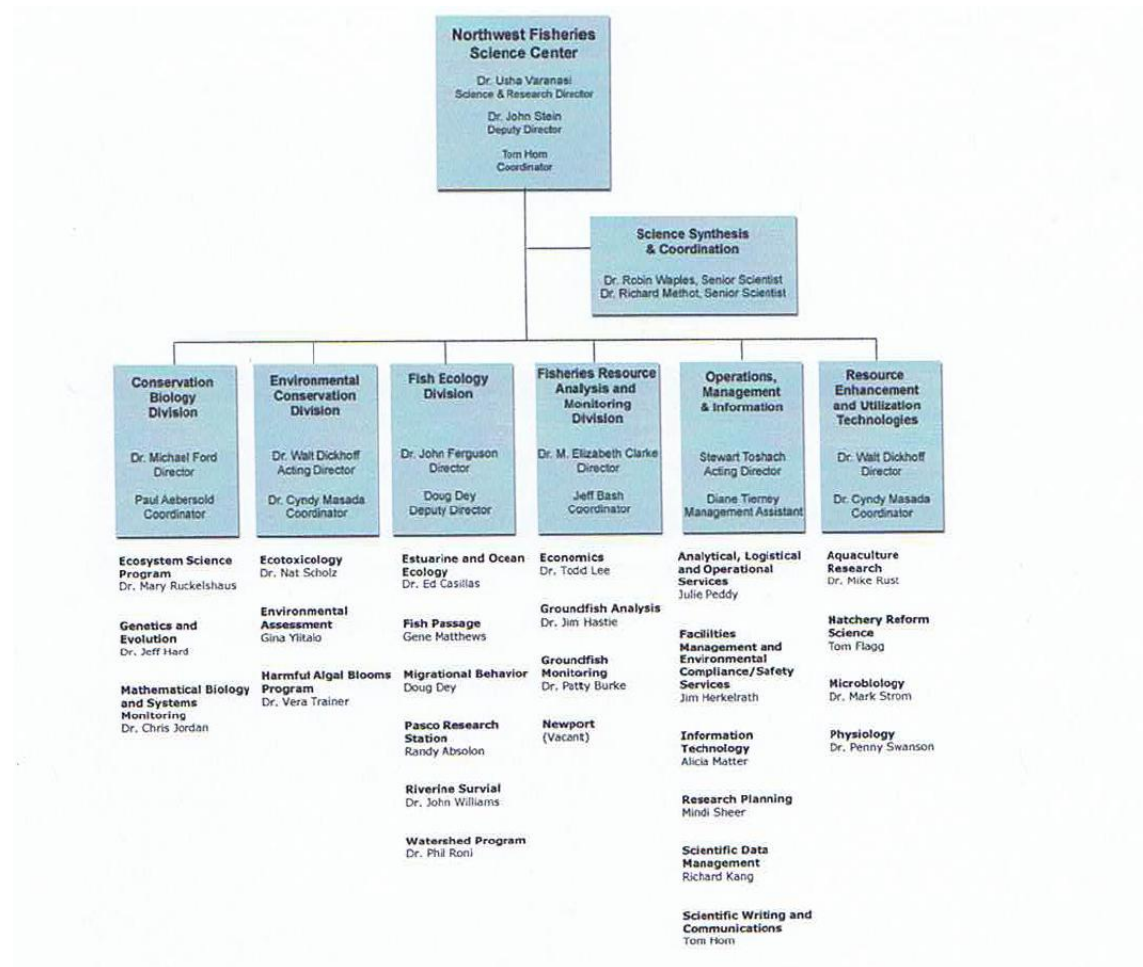 Northwest Fisheries
Science Center
Dr. Usha Varanasi
Science & Research Director
Dr. John Stein
Deputy Director
Tom Hom
Coordinator
Science Synthesis
& Coordination
Dr. Robin Waples, Senior Scientist
Dr. Richard Methot, Senior Scientist
Conservation
Biology
Division
Dr. Michael Ford
Director
Paul Aebersold
Coordinator
Ecosystem Science
Program
Dr. Mary Ruckelshaus
Genetics and
Evolution
Dr. Jeff Hard
Mathematical Biology
and Systems
Monitoring
Dr. Chris Jordan
Environmental
Conservation
Division
Dr. Walt Dickhoff
Acting Director
Dr. Cyndy Masada
Coordinator
Ecotoxicology
Dr. Nat Scholz
Environmental
Assessment
Gina Ylitalo
Harmful Algal Blooms
Program
Dr. Vera Trainer
Fish Ecology
Division
Dr. John Ferguson
Director
Doug Dey
Deputy Director
Estuarine and Ocean
Ecology
Dr. Ed Casillas
Fish Passage
Gene Matthews
Migrational Behavior
Doug Dey
Pasco Research
Station
Randy Absolon
Riverine Survial
Dr. John Williams
Watershed Program
Dr. Phil Roni
Fisheries Resource
Analysis and
Monitoring
Division
Dr. M. Elizabeth Clarke
Director
Jeff Bash
Coordinator
Economics
Dr. Todd Lee
Groundfish Analysis
Dr. Jim Hastie
Groundfish
Monitoring
Dr. Patty Burke
Newport
(Vacant)
Operations,
Management
& Information
Stewart Toshach
Acting Director
Diane Tierney
Management Assistant
Analytical, Logistical
and Operational
Services
Julie Peddy
Facililties
Management and
Environmental
Compliance/Safety
Services
Jim Herkelrath
Information
Technology
Alicia Matter
Research Planning
Mindi Sheer
Scientific Data
Management
Richard Kang
Scientific Writing and
Communications
Tom Hom
Resource
Enhancement
and Utilization
Technologies
Dr. Walt Dickhoff
Director
Dr. Cyndy Masada
Coordinator
Aquaculture
Research
Dr. Mike Rust
Hatchery Reform
Science
Tom Flagg
Microbiology
Dr. Mark Strom
Physiology
Dr. Penny Swanson